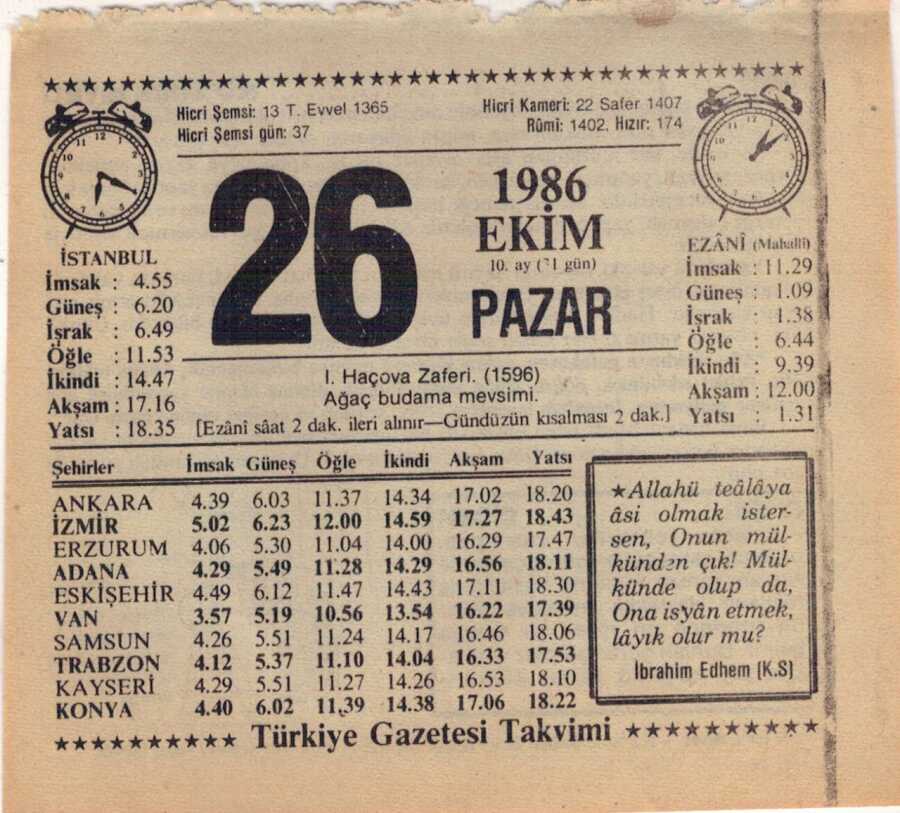 Hicri Şemsi: 13 T. Evvel 1365
Hicri Şemsi gün: 37
Hicri Kameri: 22 Safer 1407
Rûmi: 1402, Hızır: 174
26
1986
EKİM
10. ay ( 1 gün)
PAZAR
İSTANBUL
İmsak : 4.55
Güneş : 6.20
İşrak : 6.49
Öğle : 11.53
İkindi : 14.47
Akşam : 17.16
Yatsı : 18.35
EZÂNÎ (Mahallî)
İmsak : 11.29
Güneş : 1.09
İşrak : 1.38
Öğle : 6.44
İkindi : 9.39
Akşam : 12.00
Yatsı : 1.31
I. Haçova Zaferi. (1596)
Ağaç budama mevsimi.
[Ezânî sâat 2 dak. ileri alınır—Gündüzün kısalması 2 dak.]
Şehirler İmsak Güneş Öğle İkindi Akşam Yatsı
ANKARA 4.39 6.03 11.37 14.34 17.02 18.20
İZMİR 5.02 6.23 12.00 14.59 17.27 18.43
ERZURUM 4.06 5.30 11.04 14.00 16.29 17.47
ADANA 4.29 5.49 11.28 14.29 16.56 18.11
ESKİŞEHİR 4.49 6.12 11.47 14.43 17.11 18.30
VAN 3.57 5.19 10.56 13.54 16.22 17.39
SAMSUN 4.26 5.51 11.24 14.17 16.46 18.06
TRABZON 4.12 5.37 11.10 14.04 16.33 17.53
KAYSERİ 4.29 5.51 11.27 14.26 16.53 18.10
KONYA 4.40 6.02 11.39 14.38 17.06 18.22
★Allahü teâlâya
âsi olmak ister-
sen, Onun mül-
künden çık! Mül-
künde olup da,
Ona isyân etmek,
lâyık olur mu?
İbrahim Edhem (K.S)
★★★★★★★★★★ Türkiye Gazetesi Takvimi ★★★★★★★★★★